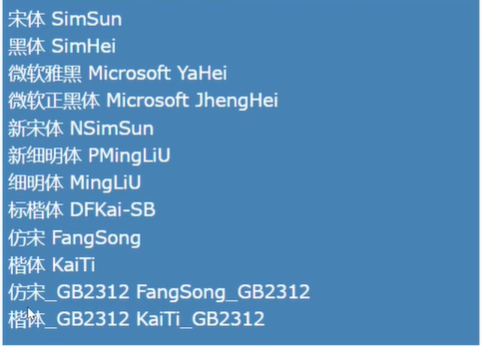 宋体 SimSun
黑体 SimHei
微软雅黑 Microsoft YaHei
微软正黑体 Microsoft JhengHei
新宋体 NSimSun
新细明体 PMingLiU
细明体 MingLiU
标楷体 DFKai-SB
仿宋 FangSong
楷体 KaiTi
仿宋_GB2312 FangSong_GB2312
楷体_GB2312 KaiTi_GB2312